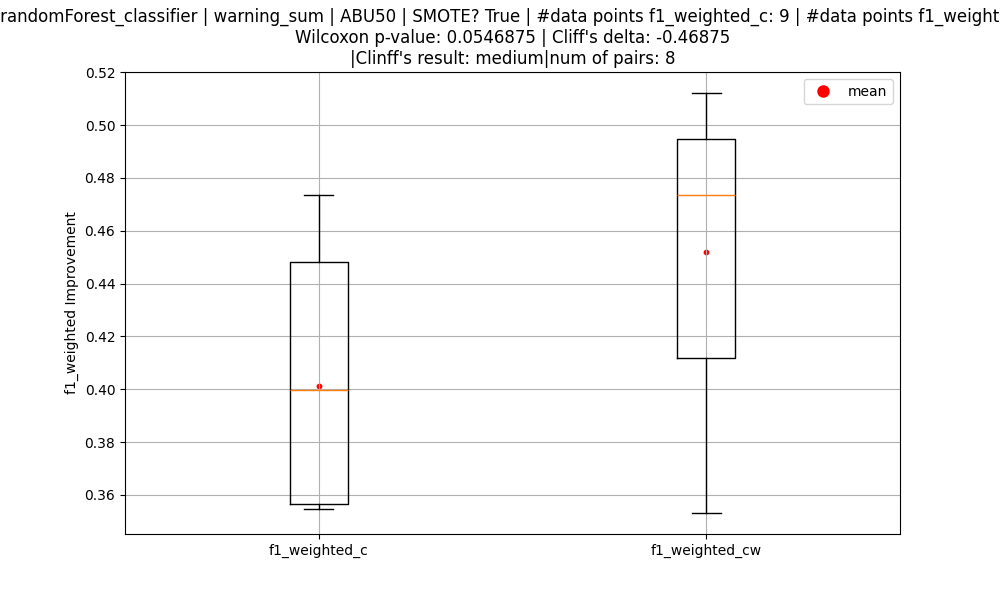 randomForest_classifier | warning_sum | ABU50 | SMOTE? True | #data points f1_weighted_c: 9 | #data points f1_weight
Wilcoxon p-value: 0.0546875 | Cliff's delta: -0.46875
|Clinff's result: medium|num of pairs: 8
mean
0.52
0.50
0.48
0.46
0.44
0.42
0.40
0.38
0.36
f1_weighted Improvement
f1_weighted_c
f1_weighted_cw